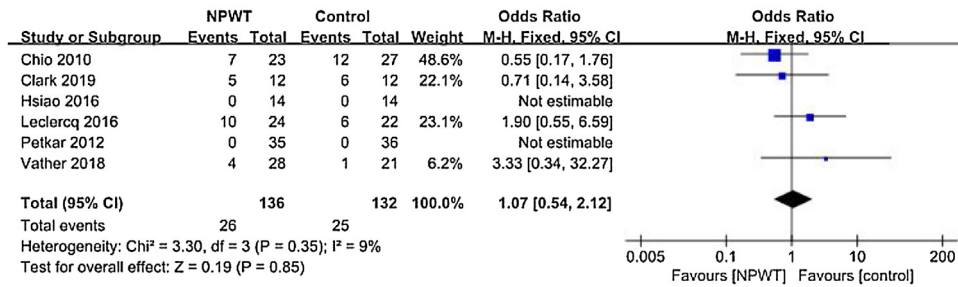 NPWT Control Odds Ratio Odds Ratio
Study or Subgroup Events Total Events Total Weight M-H, Fixed, 95% CI M-H, Fixed, 95% CI
Chio 2010 7 23 12 27 48.6% 0.55 [0.17, 1.76]
Clark 2019 5 12 6 12 22.1% 0.71 [0.14, 3.58]
Hsiao 2016 0 14 0 14 Not estimable
Leclercq 2016 10 24 6 22 23.1% 1.90 [0.55, 6.59]
Petkar 2012 0 35 0 36 Not estimable
Vather 2018 4 28 1 21 6.2% 3.33 [0.34, 32.27]
Total (95% CI) 136 132 100.0% 1.07 [0.54, 2.12]
Total events 26 25
Heterogeneity: Chi² = 3.30, df = 3 (P = 0.35); I² = 9%
Test for overall effect: Z = 0.19 (P = 0.85)
0.005 0.1 1 10 200
Favours [NPWT] Favours [control]